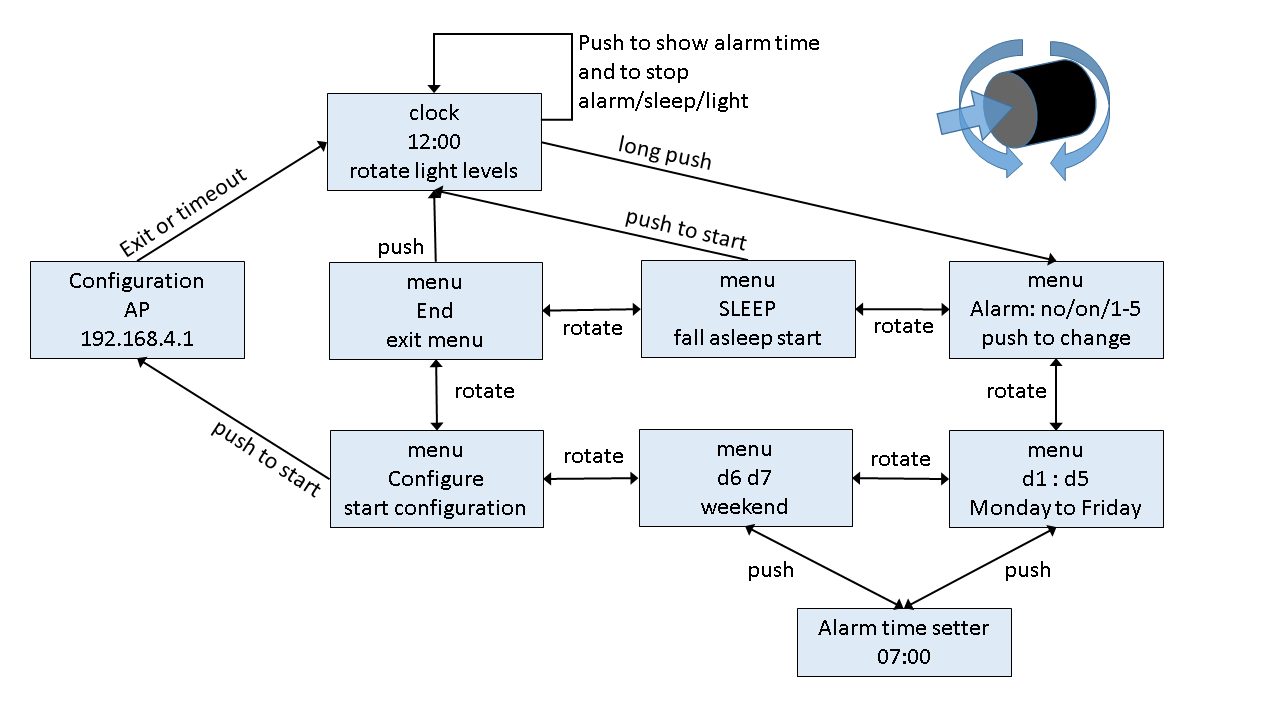 Push to show alarm time
and to stop
alarm/sleep/light
clock
12:00
rotate light levels
long push
Exit or timeout
push
push to start
Configuration
AP
192.168.4.1
menu
End
exit menu
rotate
menu
SLEEP
fall asleep start
rotate
menu
Alarm: no/on/1-5
push to change
rotate
rotate
push to start
menu
Configure
start configuration
rotate
menu
d6 d7
weekend
rotate
menu
d1 : d5
Monday to Friday
push
push
Alarm time setter
07:00